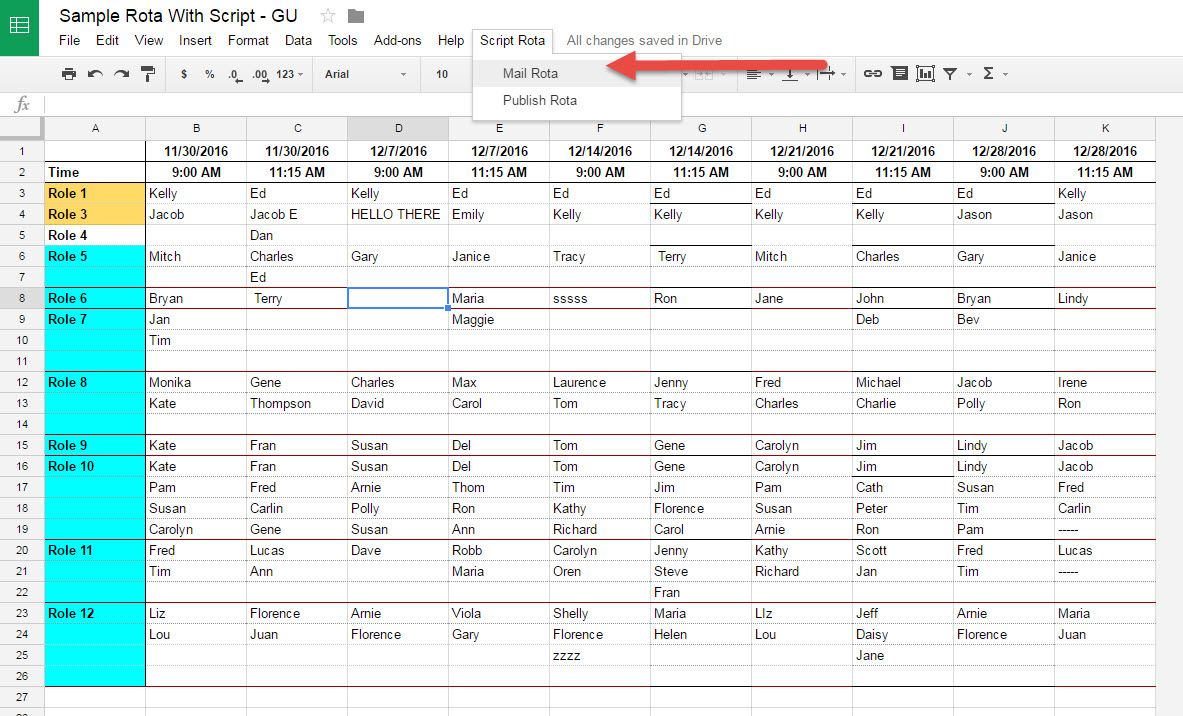 Sample Rota With Script - GU
File Edit View Insert Format Data Tools Add-ons Help Script Rota All changes saved in Drive
$ % .0 .00 123 Arial 10 Σ
Mail Rota
Publish Rota
fx
A B C D E F G H I J K
1 11/30/2016 11/30/2016 12/7/2016 12/7/2016 12/14/2016 12/14/2016 12/21/2016 12/21/2016 12/28/2016 12/28/2016
2 Time 9:00 AM 11:15 AM 9:00 AM 11:15 AM 9:00 AM 11:15 AM 9:00 AM 11:15 AM 9:00 AM 11:15 AM
3 Role 1 Kelly Ed Kelly Ed Ed Ed Ed Ed Ed Kelly
4 Role 3 Jacob Jacob E HELLO THERE Emily Kelly Kelly Kelly Kelly Jason Jason
5 Role 4 Dan
6 Role 5 Mitch Charles Gary Janice Tracy Terry Mitch Charles Gary Janice
7 Ed
8 Role 6 Bryan Terry Maria sssss Ron Jane John Bryan Lindy
9 Role 7 Jan Maggie Deb Bev
10 Tim
11
12 Role 8 Monika Gene Charles Max Laurence Jenny Fred Michael Jacob Irene
13 Kate Thompson David Carol Tom Tracy Charles Charlie Polly Ron
14
15 Role 9 Kate Fran Susan Del Tom Gene Carolyn Jim Lindy Jacob
16 Role 10 Kate Fran Susan Del Tom Gene Carolyn Jim Lindy Jacob
17 Pam Fred Arnie Thom Tim Jim Pam Cath Susan Fred
18 Susan Carlin Polly Ron Kathy Florence Susan Peter Tim Carlin
19 Carolyn Gene Susan Ann Richard Carol Arnie Ron Pam -----
20 Role 11 Fred Lucas Dave Robb Carolyn Jenny Kathy Scott Fred Lucas
21 Tim Ann Maria Oren Steve Richard Jan Tim -----
22 Fran
23 Role 12 Liz Florence Arnie Viola Shelly Maria LIz Jeff Arnie Maria
24 Lou Juan Florence Gary Florence Helen Lou Daisy Florence Juan
25 zzzz Jane
26
27